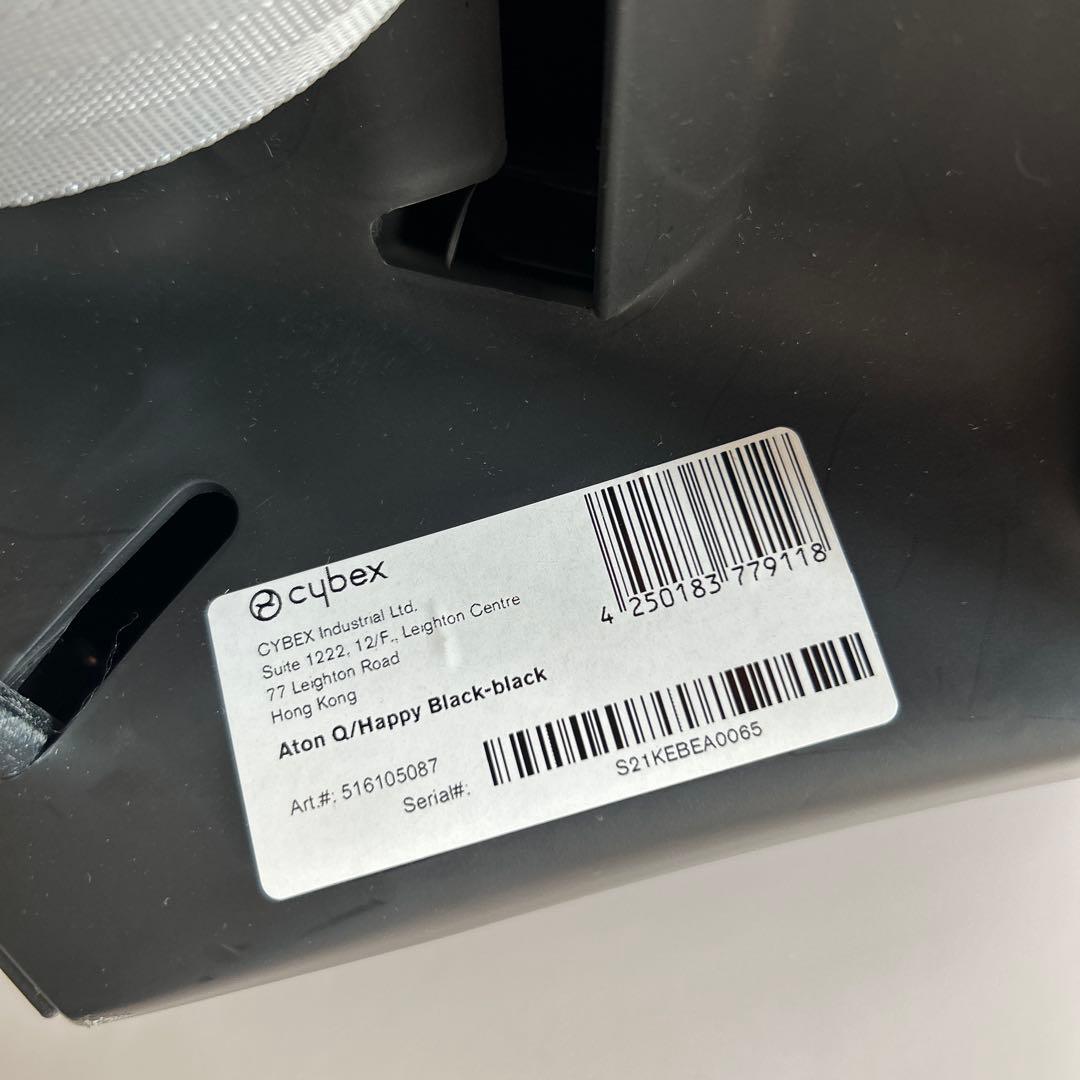 cybex
CYBEX Industrial Ltd.
Suite 1222, 12/F., Leighton Centre
77 Leighton Road
Hong Kong
Aton Q/Happy Black-black
Art.#: 516105087
Serial#:
4 250183 779118
S21KEBEA0065